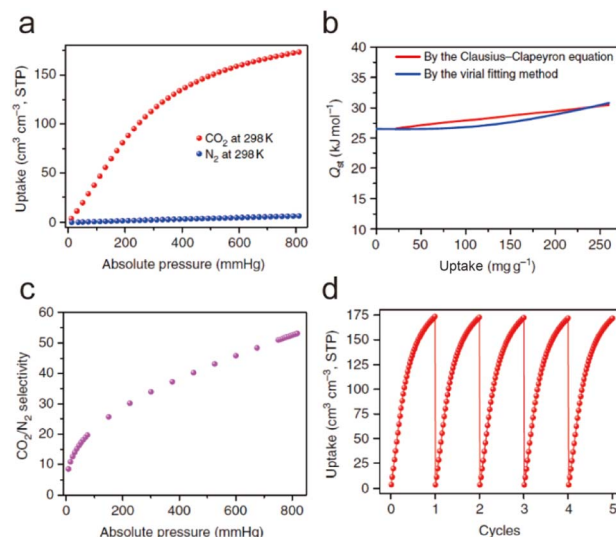 a
Uptake (cm³ cm⁻³, STP)
150
100
50
0
CO₂ at 298 K
N₂ at 298 K
0 200 400 600 800
Absolute pressure (mmHg)
b
Qst (kJ mol⁻¹)
40
35
30
25
20
15
10
By the Clausius–Clapeyron equation
By the virial fitting method
0 50 100 150 200 250
Uptake (mg g⁻¹)
c
CO₂/N₂ selectivity
60
50
40
30
20
10
0
0 200 400 600 800
Absolute pressure (mmHg)
d
Uptake (cm³ cm⁻³, STP)
175
150
125
100
75
50
25
0
0 1 2 3 4 5
Cycles